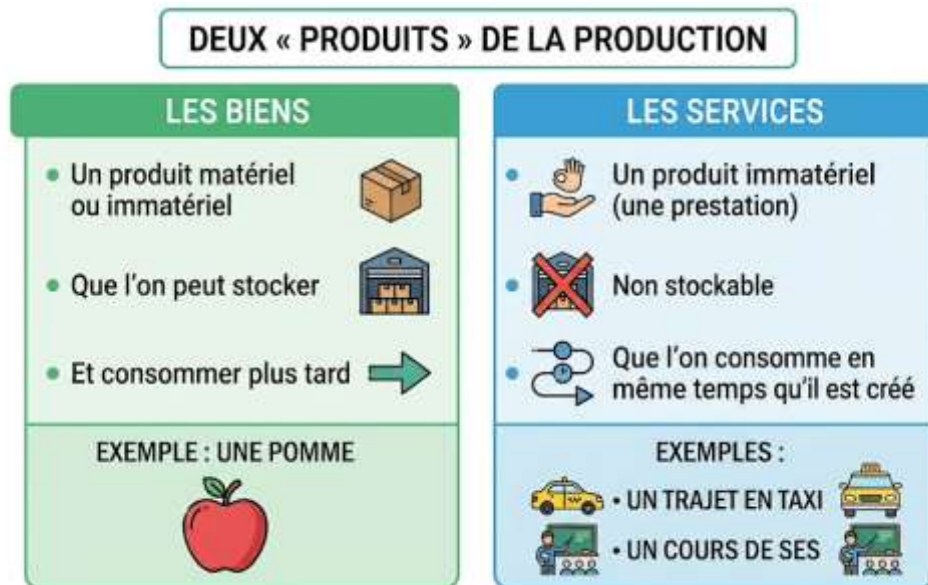 DEUX « PRODUITS » DE LA PRODUCTION
LES BIENS
• Un produit matériel
ou immatériel
• Que l'on peut stocker
• Et consommer plus tard
EXEMPLE : UNE POMME
LES SERVICES
• Un produit immatériel
(une prestation)
• Non stockable
• Que l'on consomme en
même temps qu'il est créé
EXEMPLES :
• UN TRAJET EN TAXI
• UN COURS DE SES